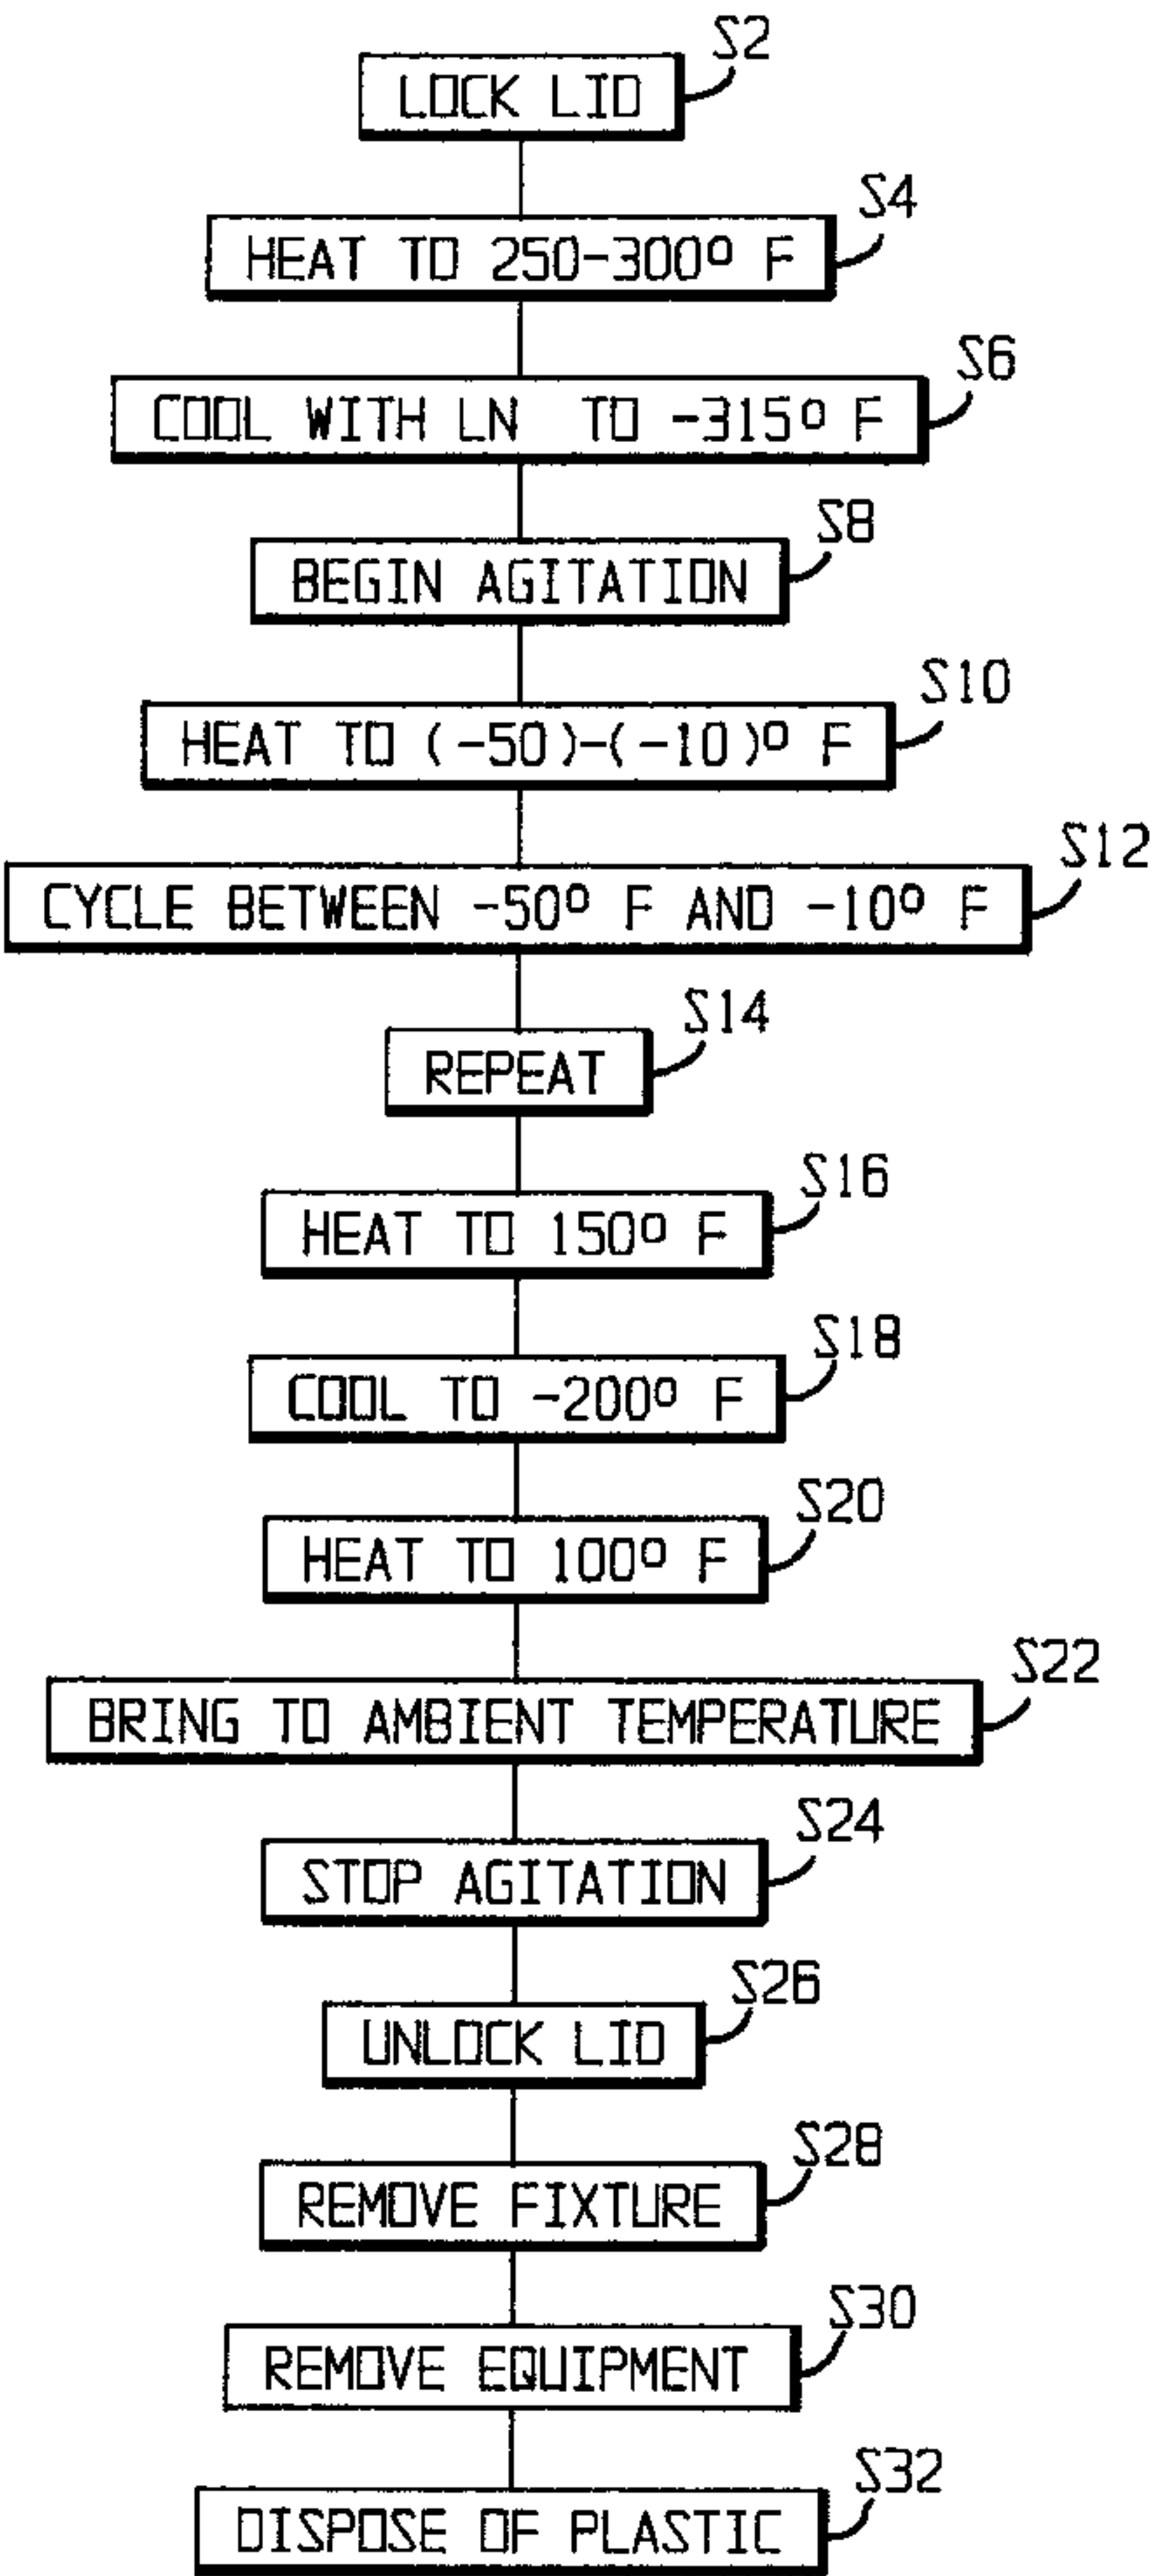 S2
LOCK LID
S4
HEAT TO 250-300° F
S6
COOL WITH LN TO -315° F
S8
BEGIN AGITATION
S10
HEAT TO (-50)-(-10)° F
S12
CYCLE BETWEEN -50° F AND -10° F
S14
REPEAT
S16
HEAT TO 150° F
S18
COOL TO -200° F
S20
HEAT TO 100° F
S22
BRING TO AMBIENT TEMPERATURE
S24
STOP AGITATION
S26
UNLOCK LID
S28
REMOVE FIXTURE
S30
REMOVE EQUIPMENT
S32
DISPOSE OF PLASTIC